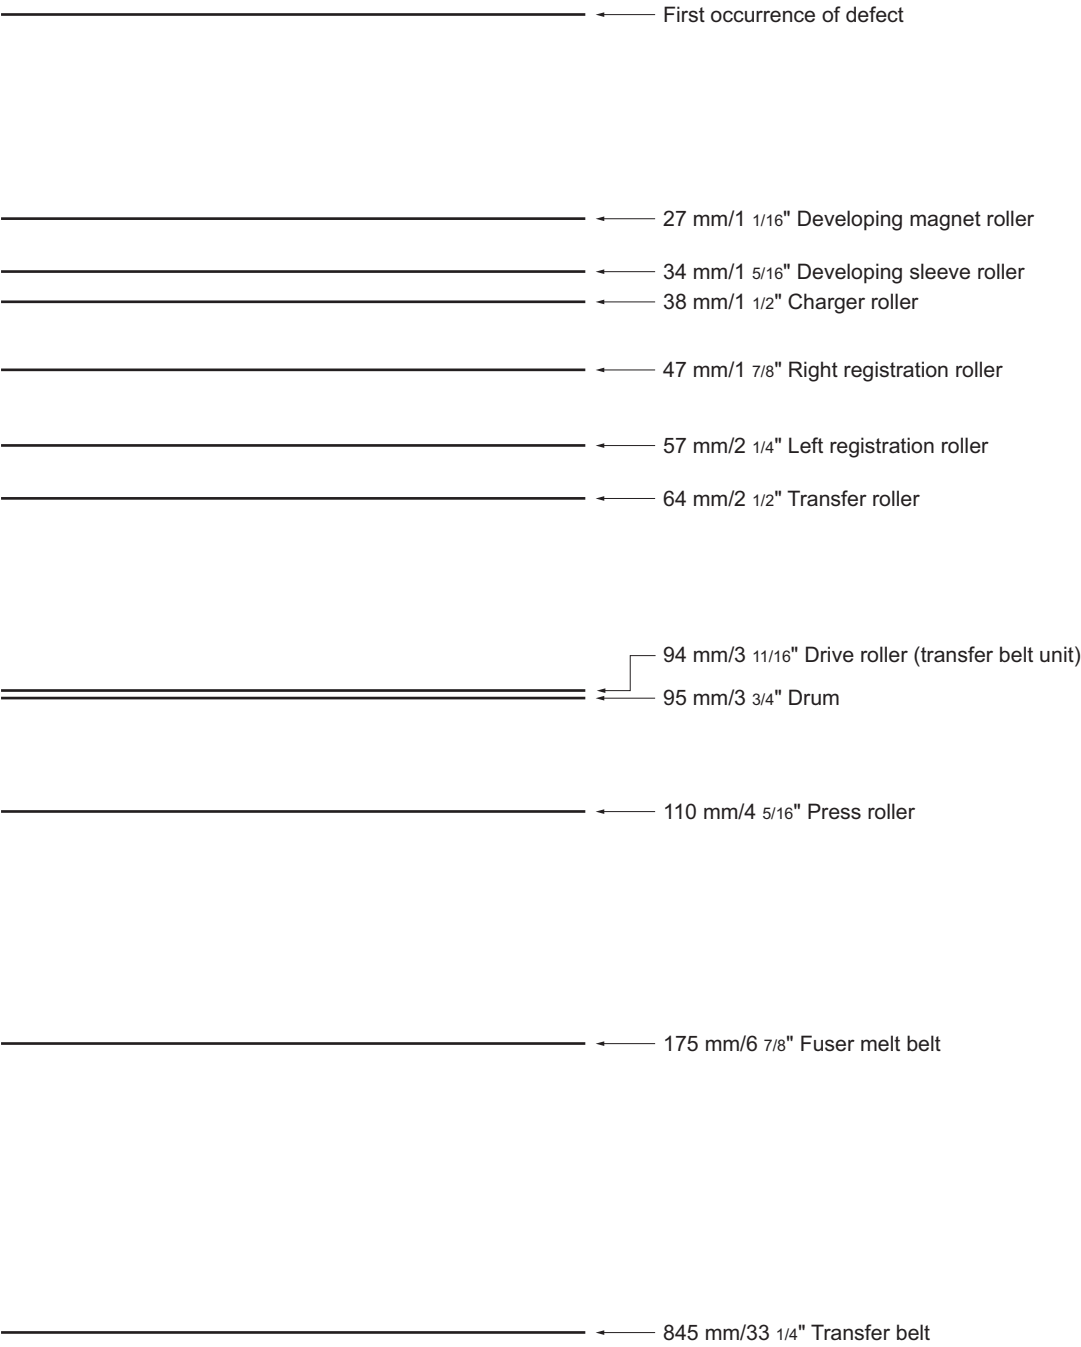 First occurrence of defect
27 mm/1 1/16" Developing magnet roller
34 mm/1 5/16" Developing sleeve roller
38 mm/1 1/2" Charger roller
47 mm/1 7/8" Right registration roller
57 mm/2 1/4" Left registration roller
64 mm/2 1/2" Transfer roller
94 mm/3 11/16" Drive roller (transfer belt unit)
95 mm/3 3/4" Drum
110 mm/4 5/16" Press roller
175 mm/6 7/8" Fuser melt belt
845 mm/33 1/4" Transfer belt